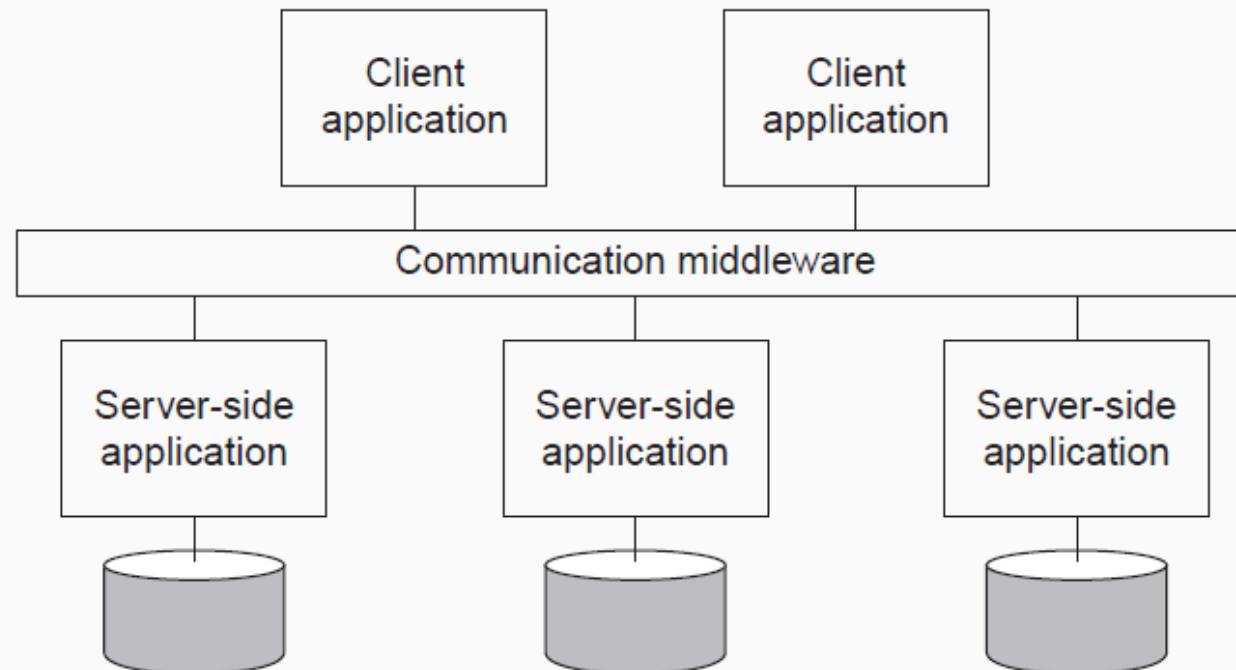 Client
application
Client
application
Communication middleware
Server-side
application
Server-side
application
Server-side
application